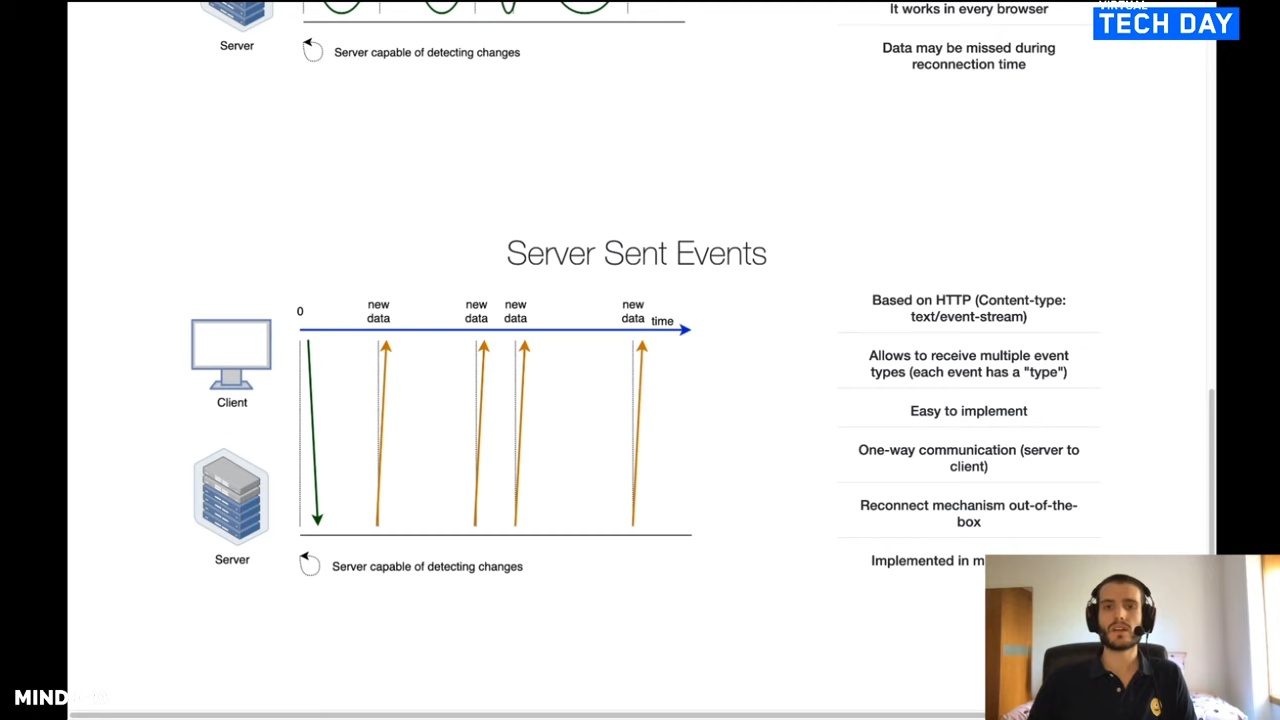 It works in every browser
VIRTUAL
TECH DAY
Server
Server capable of detecting changes
Data may be missed during
reconnection time
Server Sent Events
0
new
data
new
data
new
data
new
data
time
Client
Server
Server capable of detecting changes
Based on HTTP (Content-type:
text/event-stream)
Allows to receive multiple event
types (each event has a "type")
Easy to implement
One-way communication (server to
client)
Reconnect mechanism out-of-the-
box
Implemented in m
MIND